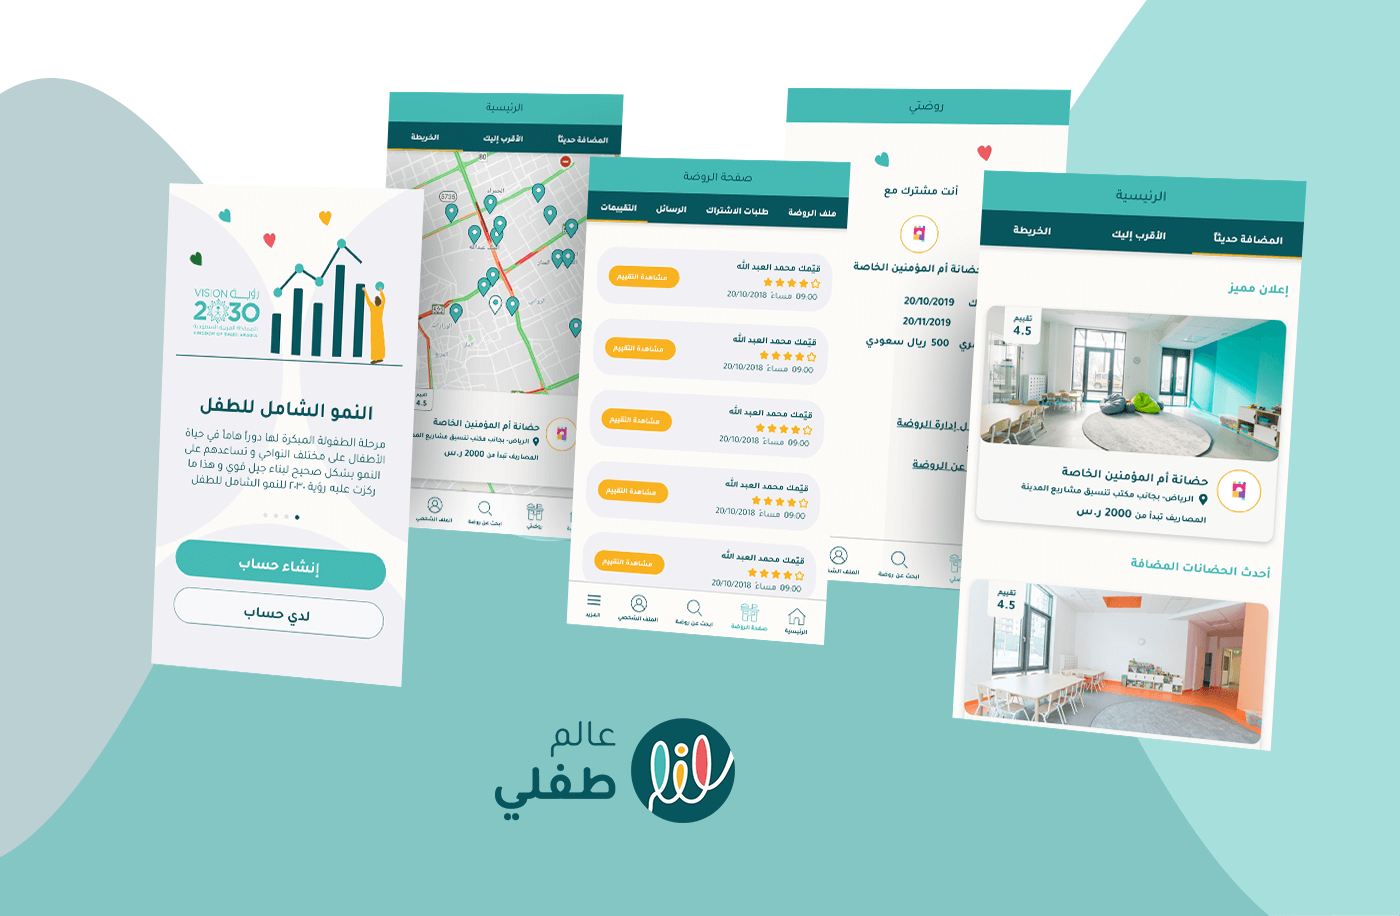 رؤيــة VISION
2030
المملكة العربية السعودية
KINGDOM OF SAUDI ARABIA
النمو الشامل للطفل
مرحلة الطفولة المبكرة لها دوراً هاماً في حياة
الأطفال على مختلف النواحي و تساعدهم على
النمو بشكل صحيح لبناء جيل قوي و هذا ما
ركزت عليه رؤية ٢٠٣٠ للنمو الشامل للطفل
إنشاء حساب
لدي حساب
الرئيسية
المضافة حديثاً
الأقرب إليك
الخريطة
80
5735
الوزارات
تقييم
4.5
حضانة أم المؤمنين الخاصة
الرياض- بجانب مكتب تنسيق مشاريع المد
المصاريف تبدأ من 2000 ر.س
روضتي
ابحث عن روضة
الملف الشخصي
صفحة الروضة
ملف الروضة
طلبات الاشتراك
الرسائل
التقييمات
قيّمك محمد العبد الله
09:00 مساءً 20/10/2018
مشاهدة التقييم
قيّمك محمد العبد الله
09:00 مساءً 20/10/2018
مشاهدة التقييم
قيّمك محمد العبد الله
09:00 مساءً 20/10/2018
مشاهدة التقييم
قيّمك محمد العبد الله
09:00 مساءً 20/10/2018
مشاهدة التقييم
قيّمك محمد العبد الله
09:00 مساءً 20/10/2018
مشاهدة التقييم
الرئيسية
صفحة الروضة
ابحث عن روضة
الملف الشخصي
المزيد
روضتي
أنت مشترك مع
حضانة أم المؤمنين الخاصة
ك 20/10/2019
20/11/2019
ري 500 ريال سعودي
ل إدارة الروضة
عن الروضة
ابحث عن روضة
الملف الش
الرئيسية
المضافة حديثاً
الأقرب إليك
الخريطة
إعلان مميز
تقييم
4.5
حضانة أم المؤمنين الخاصة
الرياض- بجانب مكتب تنسيق مشاريع المدينة
المصاريف تبدأ من 2000 ر.س
أحدث الحضانات المضافة
تقييم
4.5
عالم
طفلي